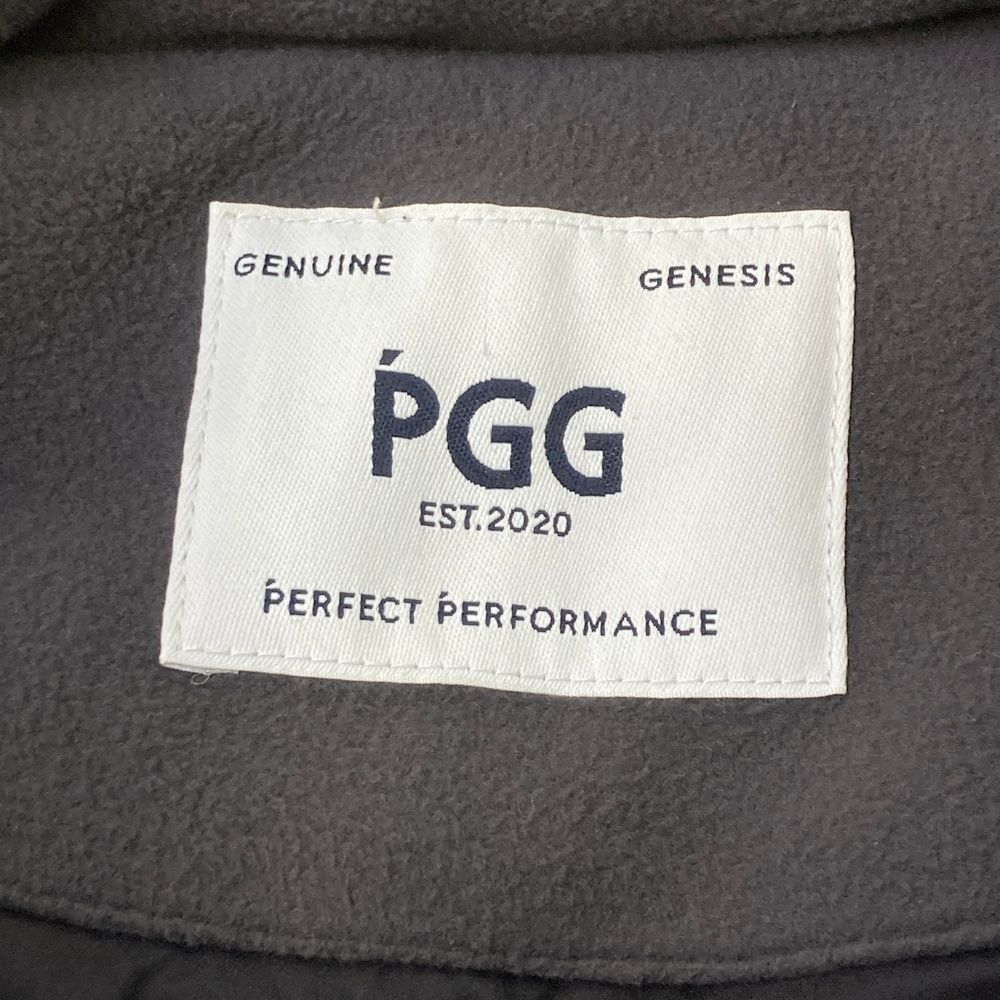 GENUINE GENESIS
ṔGG
EST.2020
ṔERFECT ṔERFORMANCE